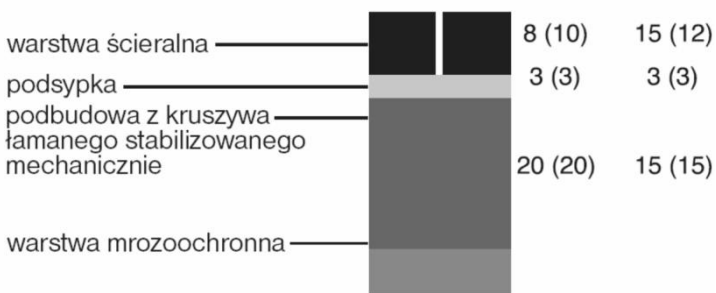 warstwa ścieralna 8 (10) 15 (12)
podsypka 3 (3) 3 (3)
podbudowa z kruszywa
łamanego stabilizowanego
mechanicznie 20 (20) 15 (15)
warstwa mrozoochronna